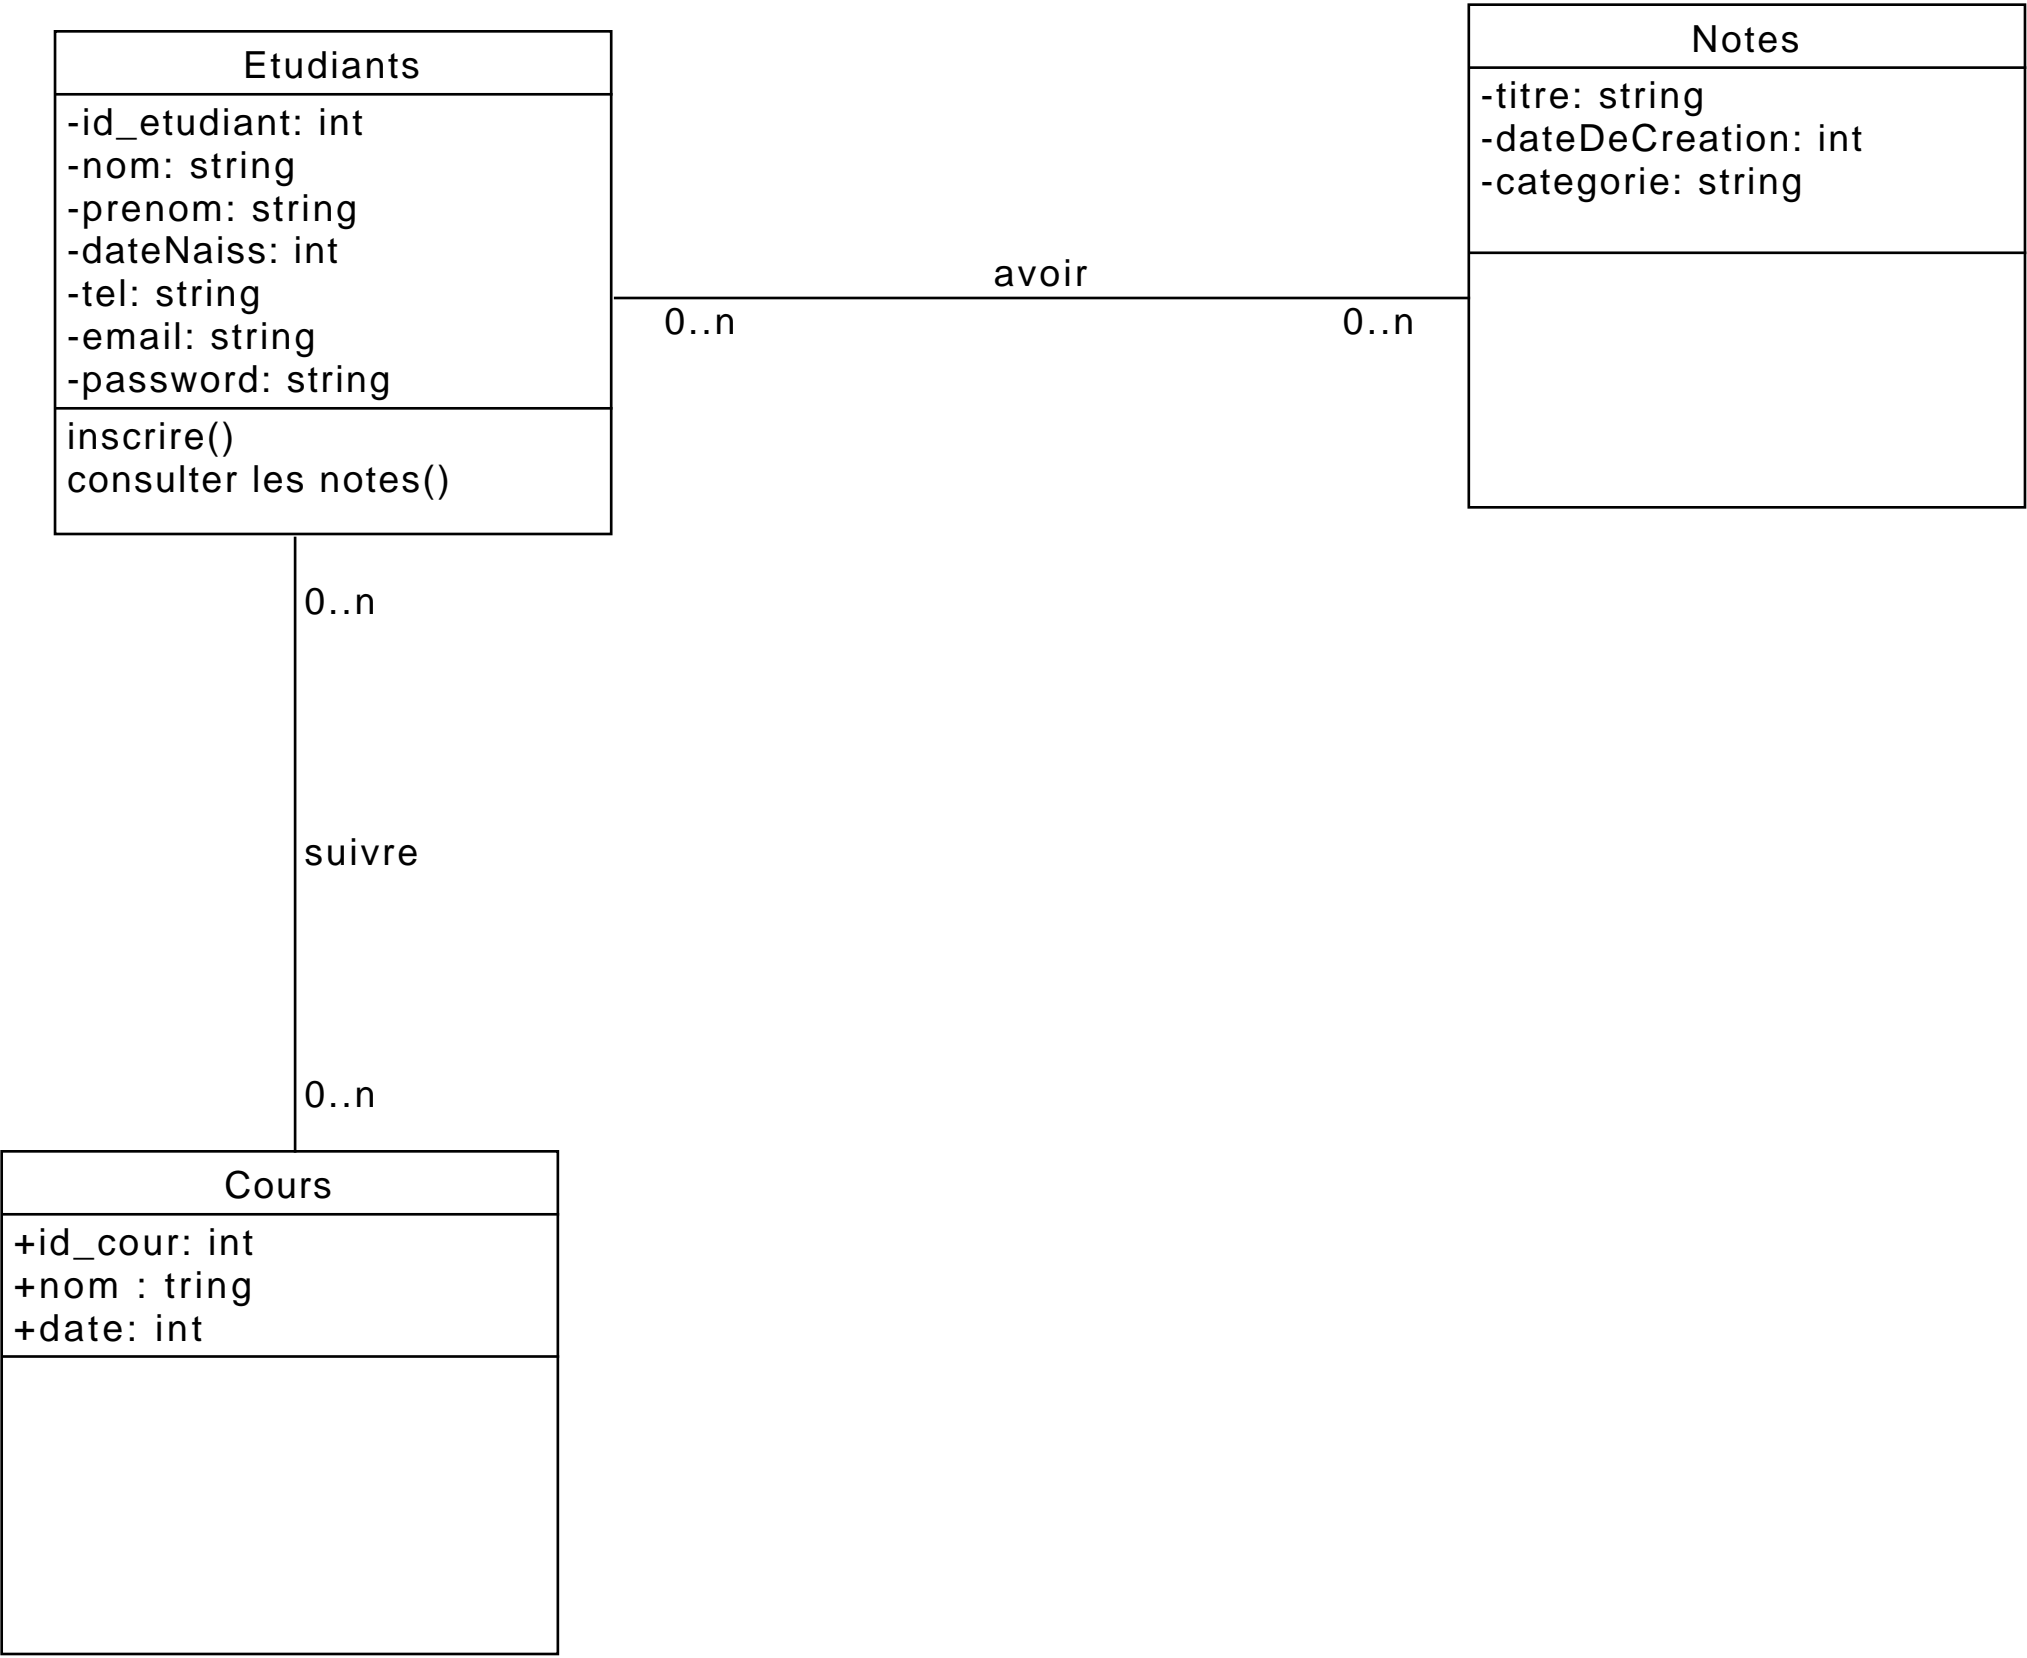 Etudiants
-id_etudiant: int
-nom: string
-prenom: string
-dateNaiss: int
-tel: string
-email: string
-password: string
inscrire()
consulter les notes()
avoir
0..n
0..n
Notes
-titre: string
-dateDeCreation: int
-categorie: string
0..n
suivre
0..n
Cours
+id_cour: int
+nom : tring
+date: int